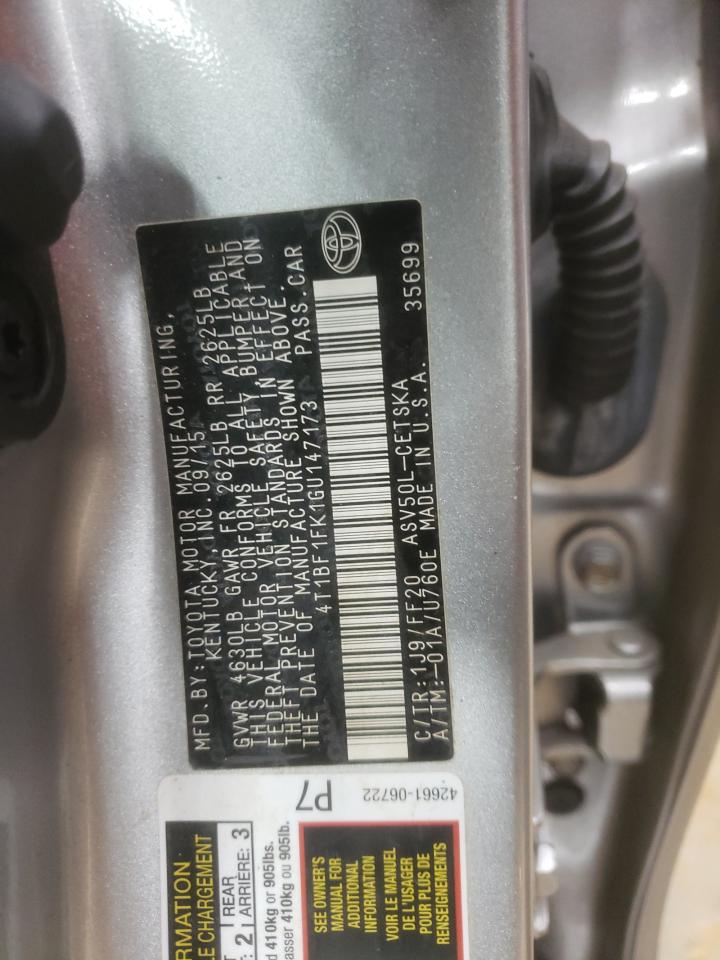 MFD.BY:TOYOTA MOTOR MANUFACTURING,
KENTUCKY,INC. 09/15
GVWR 4630LB GAWR FR 2625LB RR 2625LB
THIS VEHICLE CONFORMS TO ALL APPLICABLE
FEDERAL MOTOR VEHICLE SAFETY,BUMPER,AND
THEFT PREVENTION STANDARDS IN EFFECT ON
THE DATE OF MANUFACTURE SHOWN ABOVE.
4T1BF1FK1GU147173 PASS.CAR
C/TR:1J9/FF20 ASV50L-CETSKA 35699
A/TM:-01A/U760E MADE IN U.S.A.
P7
42661-06722
RMATION
LE CHARGEMENT
2 REAR
ARRIÈRE: 3
d 410kg or 905lbs.
asser 410kg ou 905lb.
SEE OWNER'S
MANUAL FOR
ADDITIONAL
INFORMATION
VOIR LE MANUEL
DE L'USAGER
POUR PLUS DE
RENSEIGNEMENTS